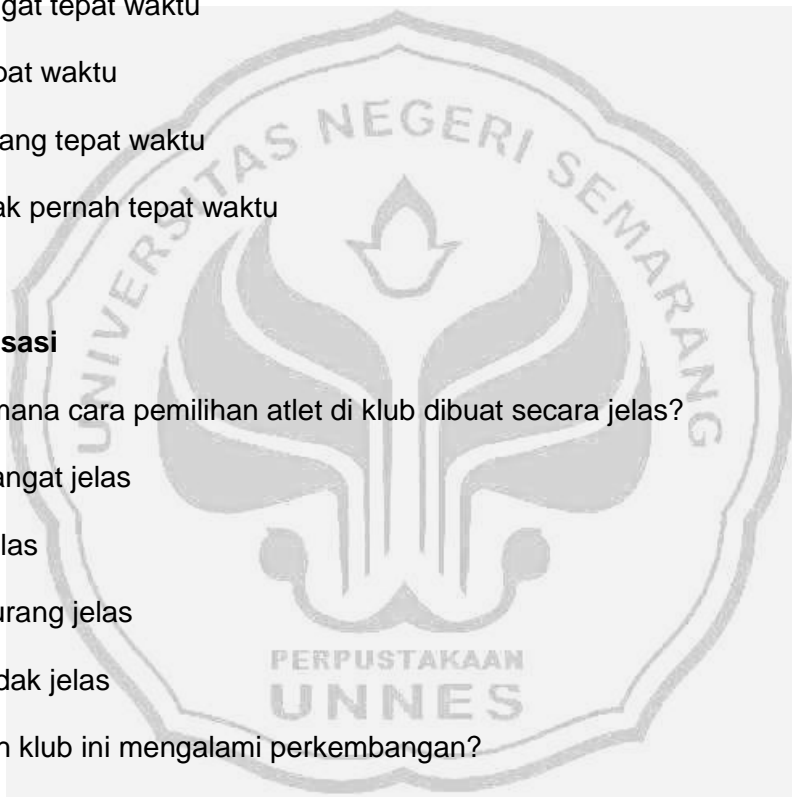 gat tepat waktu
pat waktu
ang tepat waktu
ak pernah tepat waktu
UNIVERSITAS NEGERI SEMARANG
sasi
mana cara pemilihan atlet di klub dibuat secara jelas?
angat jelas
las
urang jelas
dak jelas
PERPUSTAKAAN
UNNES
h klub ini mengalami perkembangan?